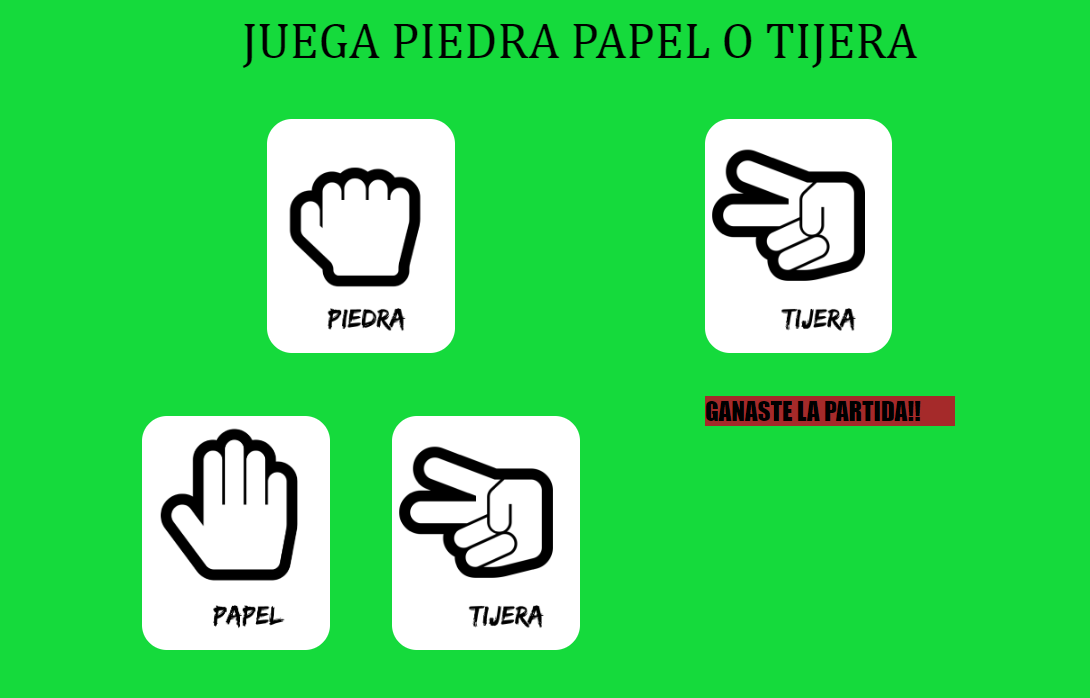 JUEGA PIEDRA PAPEL O TIJERA
PIEDRA
TIJERA
GANASTE LA PARTIDA!!
PAPEL
TIJERA